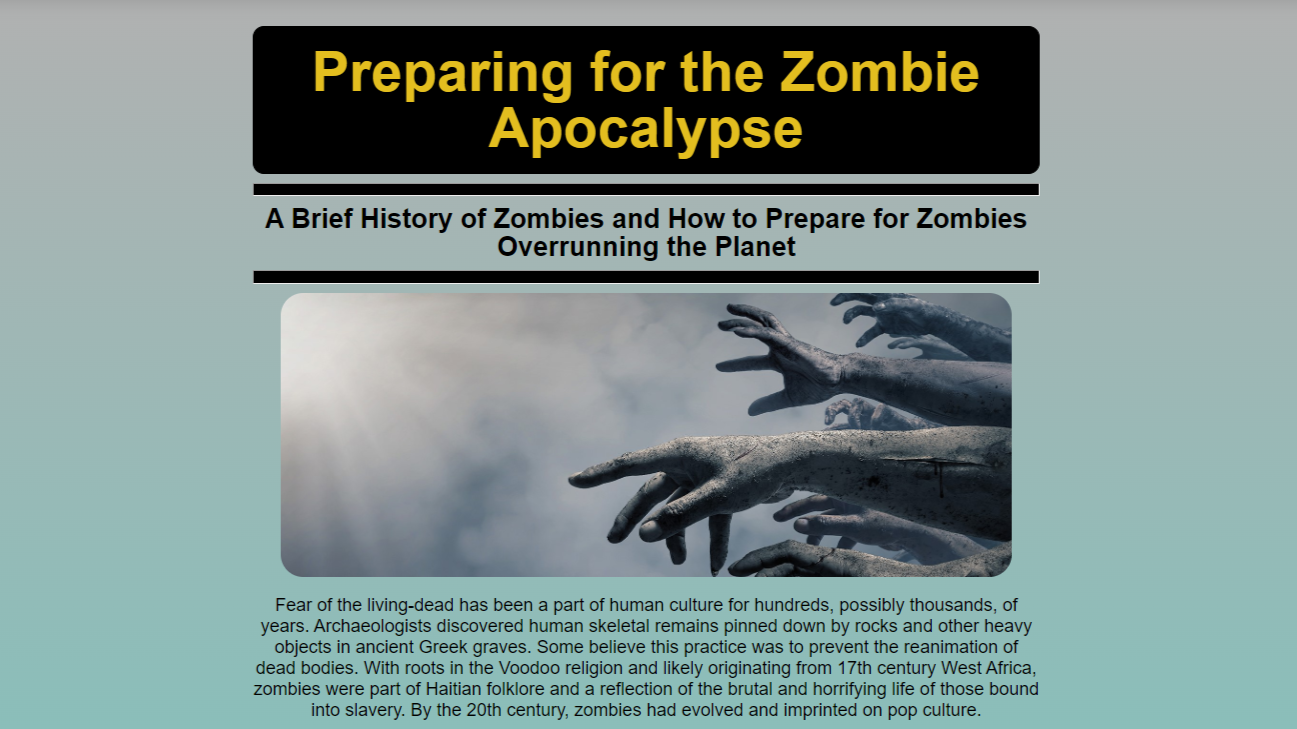 Preparing for the Zombie
Apocalypse
A Brief History of Zombies and How to Prepare for Zombies
Overrunning the Planet
Fear of the living-dead has been a part of human culture for hundreds, possibly thousands, of
years. Archaeologists discovered human skeletal remains pinned down by rocks and other heavy
objects in ancient Greek graves. Some believe this practice was to prevent the reanimation of
dead bodies. With roots in the Voodoo religion and likely originating from 17th century West Africa,
zombies were part of Haitian folklore and a reflection of the brutal and horrifying life of those bound
into slavery. By the 20th century, zombies had evolved and imprinted on pop culture.